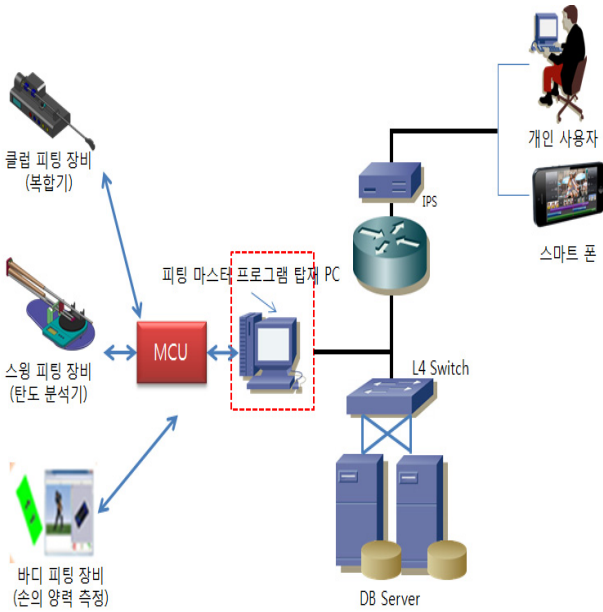 클럽 피팅 장비
(복합기)
스윙 피팅 장비
(탄도 분석기)
바디 피팅 장비
(손의 양력 측정)
MCU
피팅 마스터 프로그램 탑재 PC
IPS
L4 Switch
DB Server
개인 사용자
스마트 폰